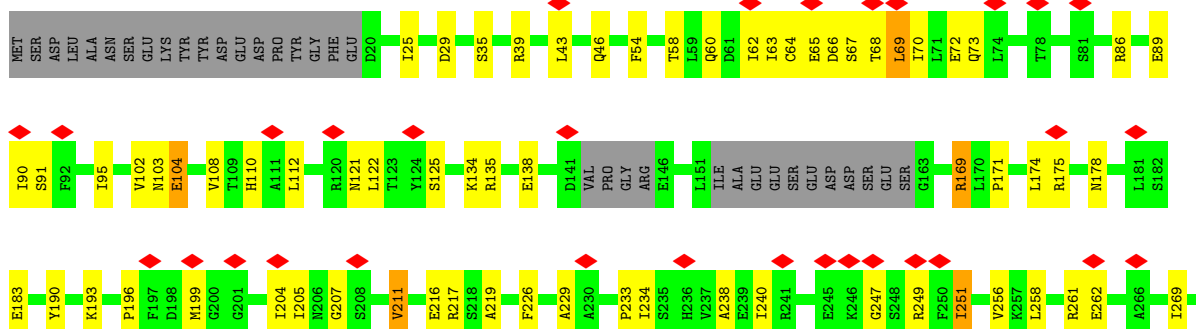 MET SER ASP LEU ALA ASN SER GLU LYS TYR TYR ASP GLU ASP PRO TYR GLY PHE GLU D20 I25 D29 S35 R39 L43 Q46 F54 T58 L59 Q60 D61 I62 I63 C64 E65 D66 S67 T68 L69 I70 L71 E72 Q73 L74 T78 S81 R86 E89
I90 S91 F92 I95 V102 N103 E104 V108 T109 H110 A111 L112 R120 N121 L122 T123 Y124 S125 K134 R135 E138 D141 VAL PRO GLY ARG E146 L151 ILE ALA GLU GLU SER GLU ASP ASP SER GLU SER G163 R169 L170 P171 L174 R175 N178 L181 S182
E183 Y190 K193 P196 F197 D198 M199 G200 G201 I204 I205 N206 G207 S208 V211 E216 R217 S218 A219 F226 A229 A230 P233 I234 S235 H236 V237 A238 E239 I240 R241 E245 K246 G247 S248 R249 F250 I251 V256 K257 L258 R261 E262 A266 I269